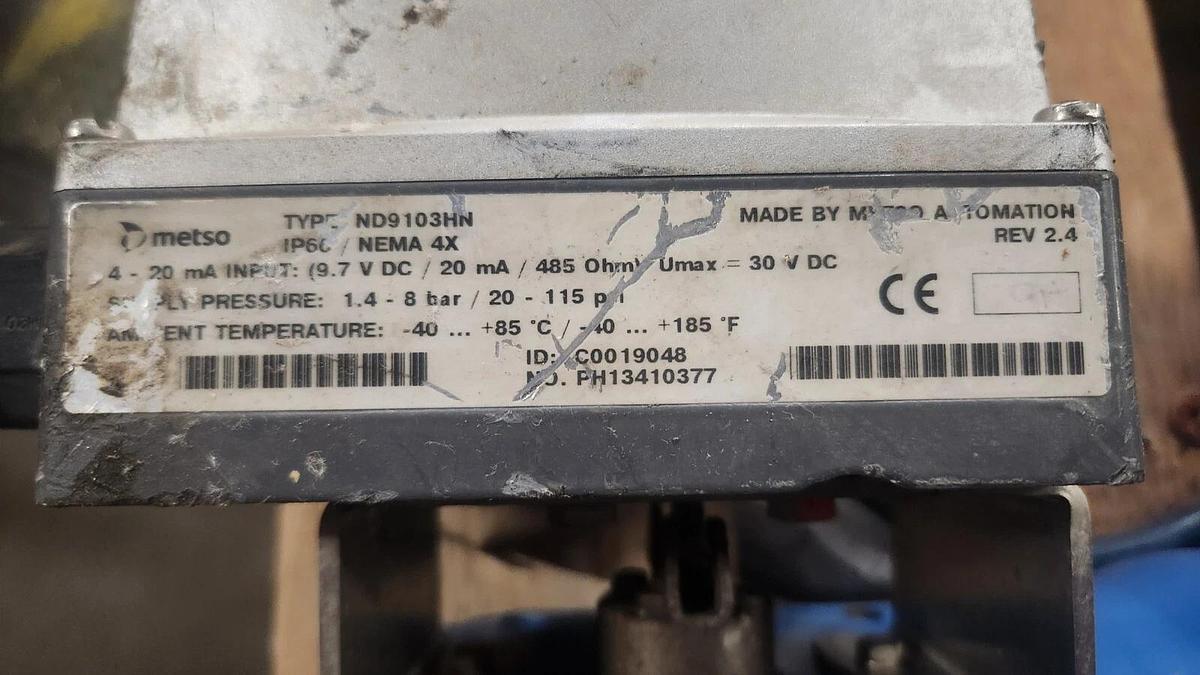 metso
TYPE ND9103HN
IP66 / NEMA 4X
MADE BY METSO AUTOMATION
REV 2.4
4 - 20 mA INPUT: (9.7 V DC / 20 mA / 485 Ohm) Umax = 30 V DC
SUPPLY PRESSURE: 1.4 - 8 bar / 20 - 115 psi
CE
AMBIENT TEMPERATURE: -40 ... +85 °C / -40 ... +185 °F
ID: C0019048
NO. PH13410377